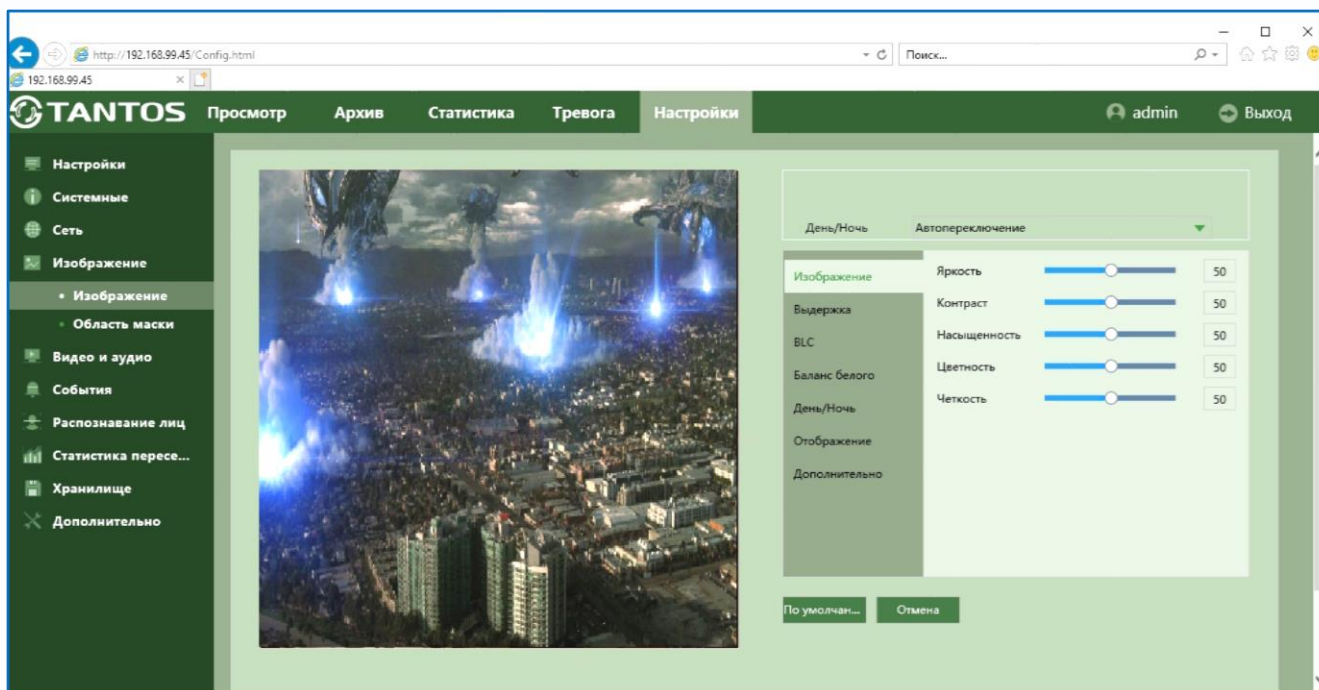 http://192.168.99.45/Config.html
Поиск...
192.168.99.45
TANTOS
Просмотр
Архив
Статистика
Тревога
Настройки
admin
Выход
Настройки
Системные
Сеть
Изображение
Изображение
Область маски
Видео и аудио
События
Распознавание лиц
Статистика пересе...
Хранилище
Дополнительно
День/Ночь
Автопереключение
Изображение
Выдержка
BLC
Баланс белого
День/Ночь
Отображение
Дополнительно
Яркость 50
Контраст 50
Насыщенность 50
Цветность 50
Четкость 50
По умолчан...
Отмена